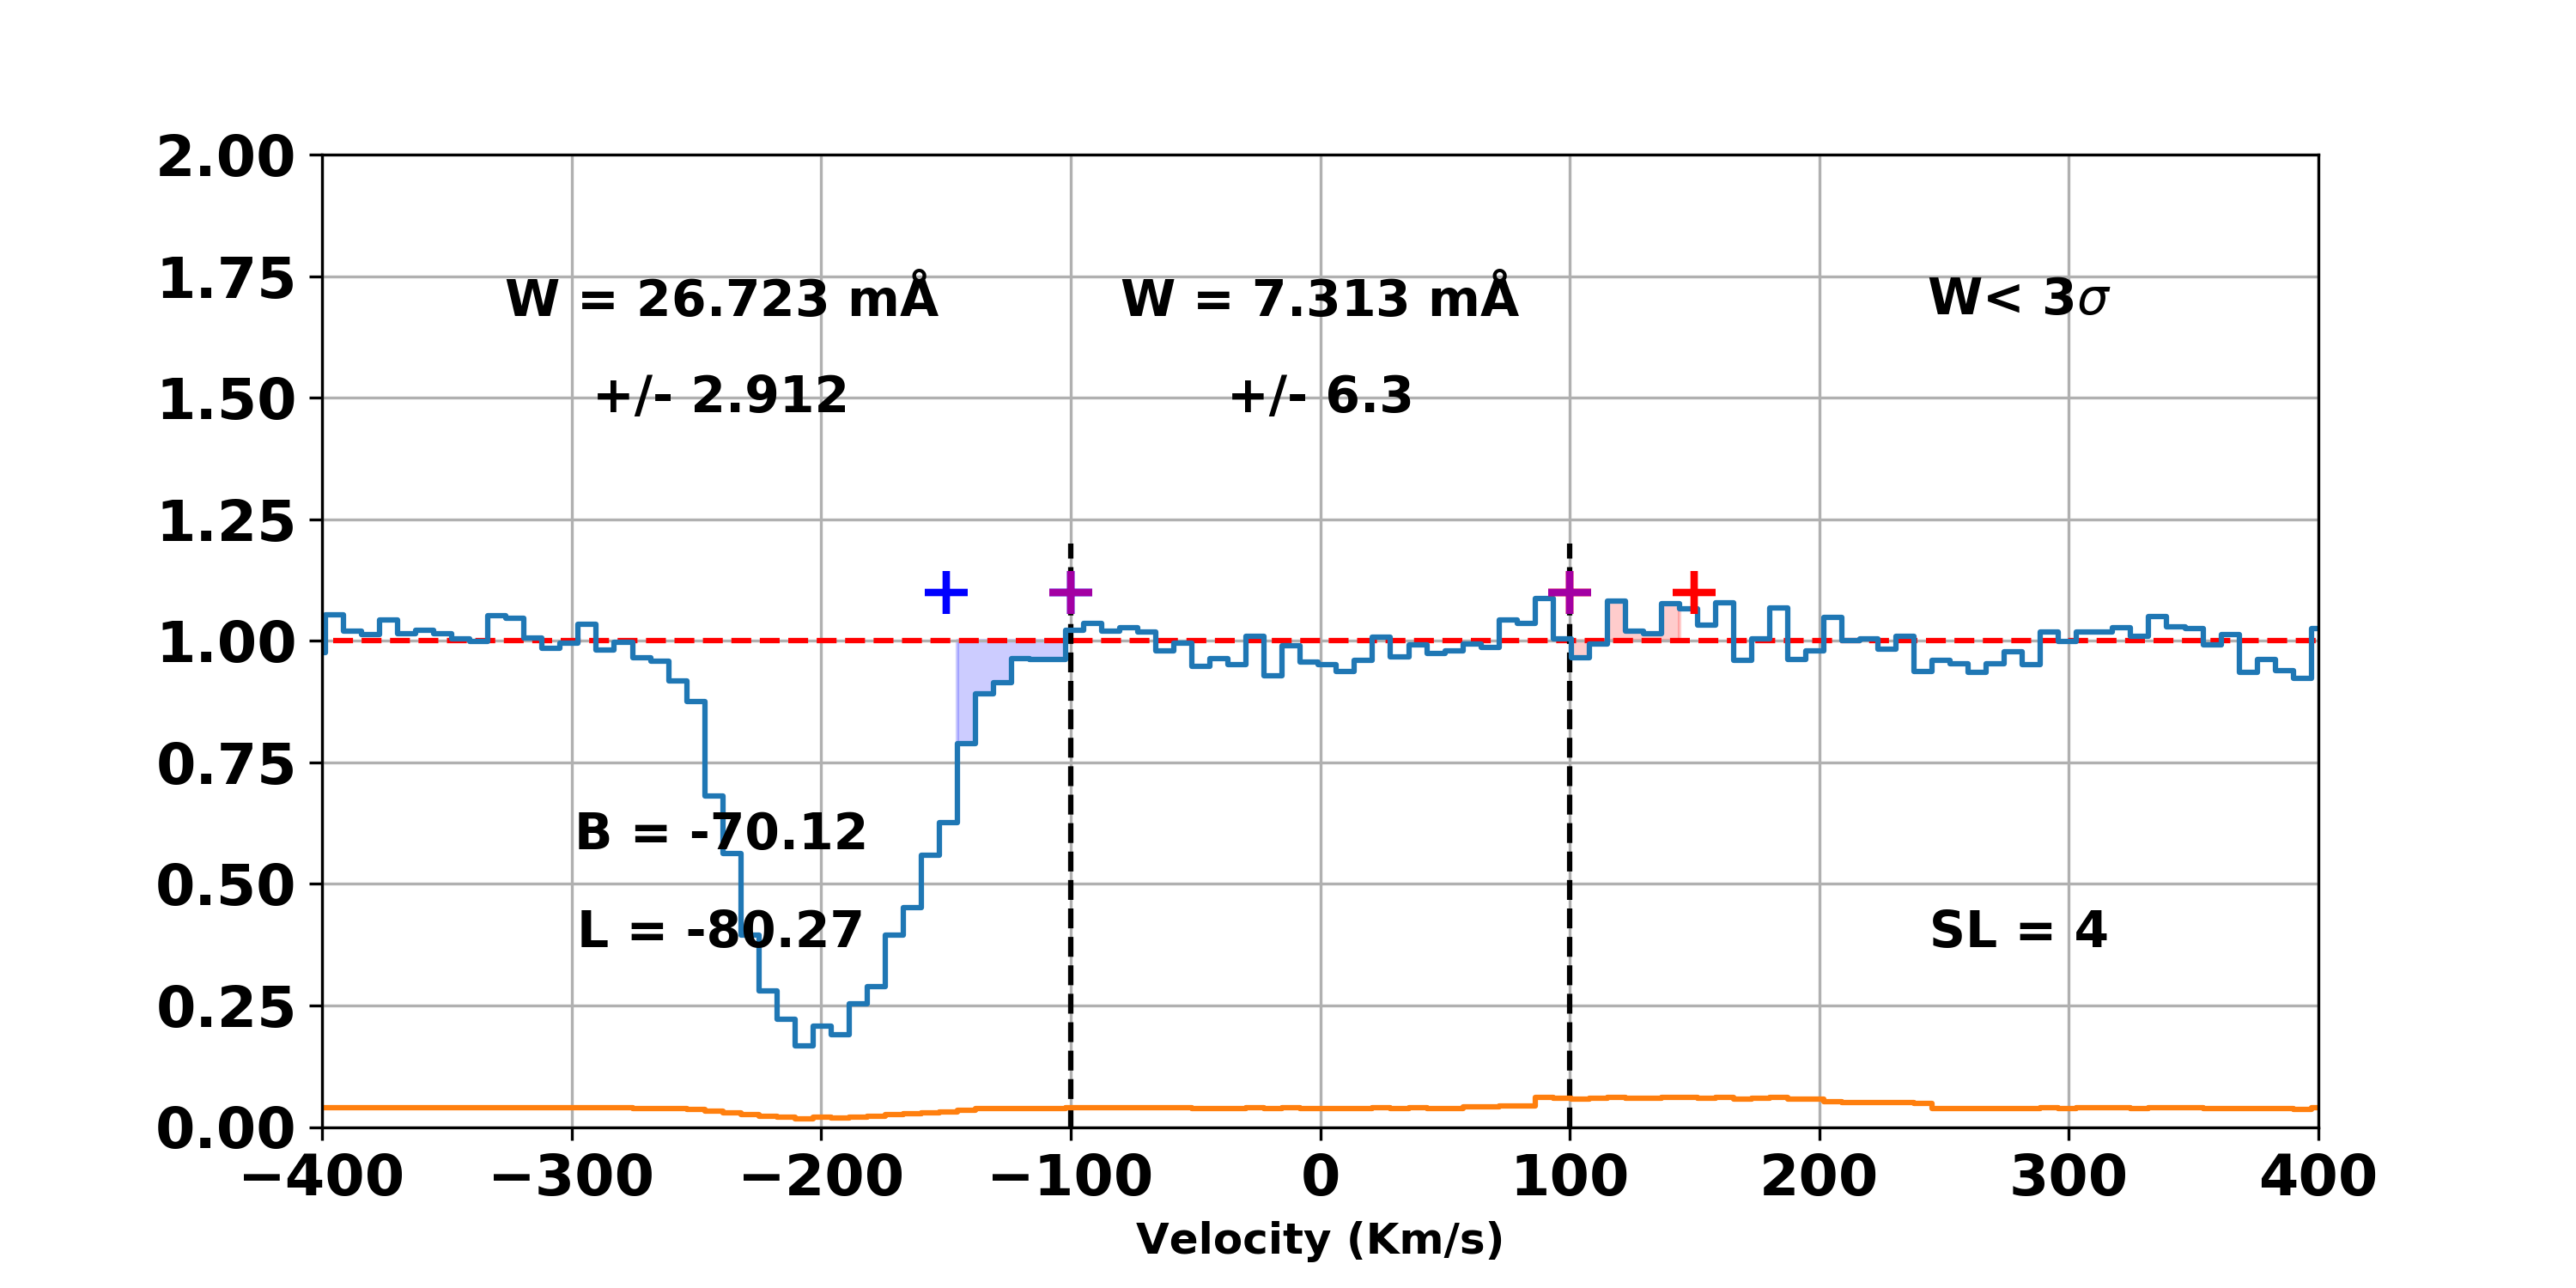 2.00
1.75
1.50
1.25
1.00
0.75
0.50
0.25
0.00
W = 26.723 mÅ
+/- 2.912
W = 7.313 mÅ
+/- 6.3
W< 3σ
B = -70.12
L = -80.27
SL = 4
−400 −300 −200 −100 0 100 200 300 400
Velocity (Km/s)